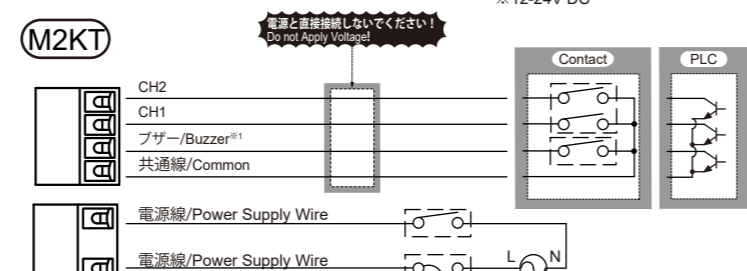 ※12-24V DC
M2KT
電源と直接接続しないでください！
Do not Apply Voltage!
Contact
PLC
CH2
CH1
ブザー/Buzzer※1
共通線/Common
電源線/Power Supply Wire
電源線/Power Supply Wire
L
N